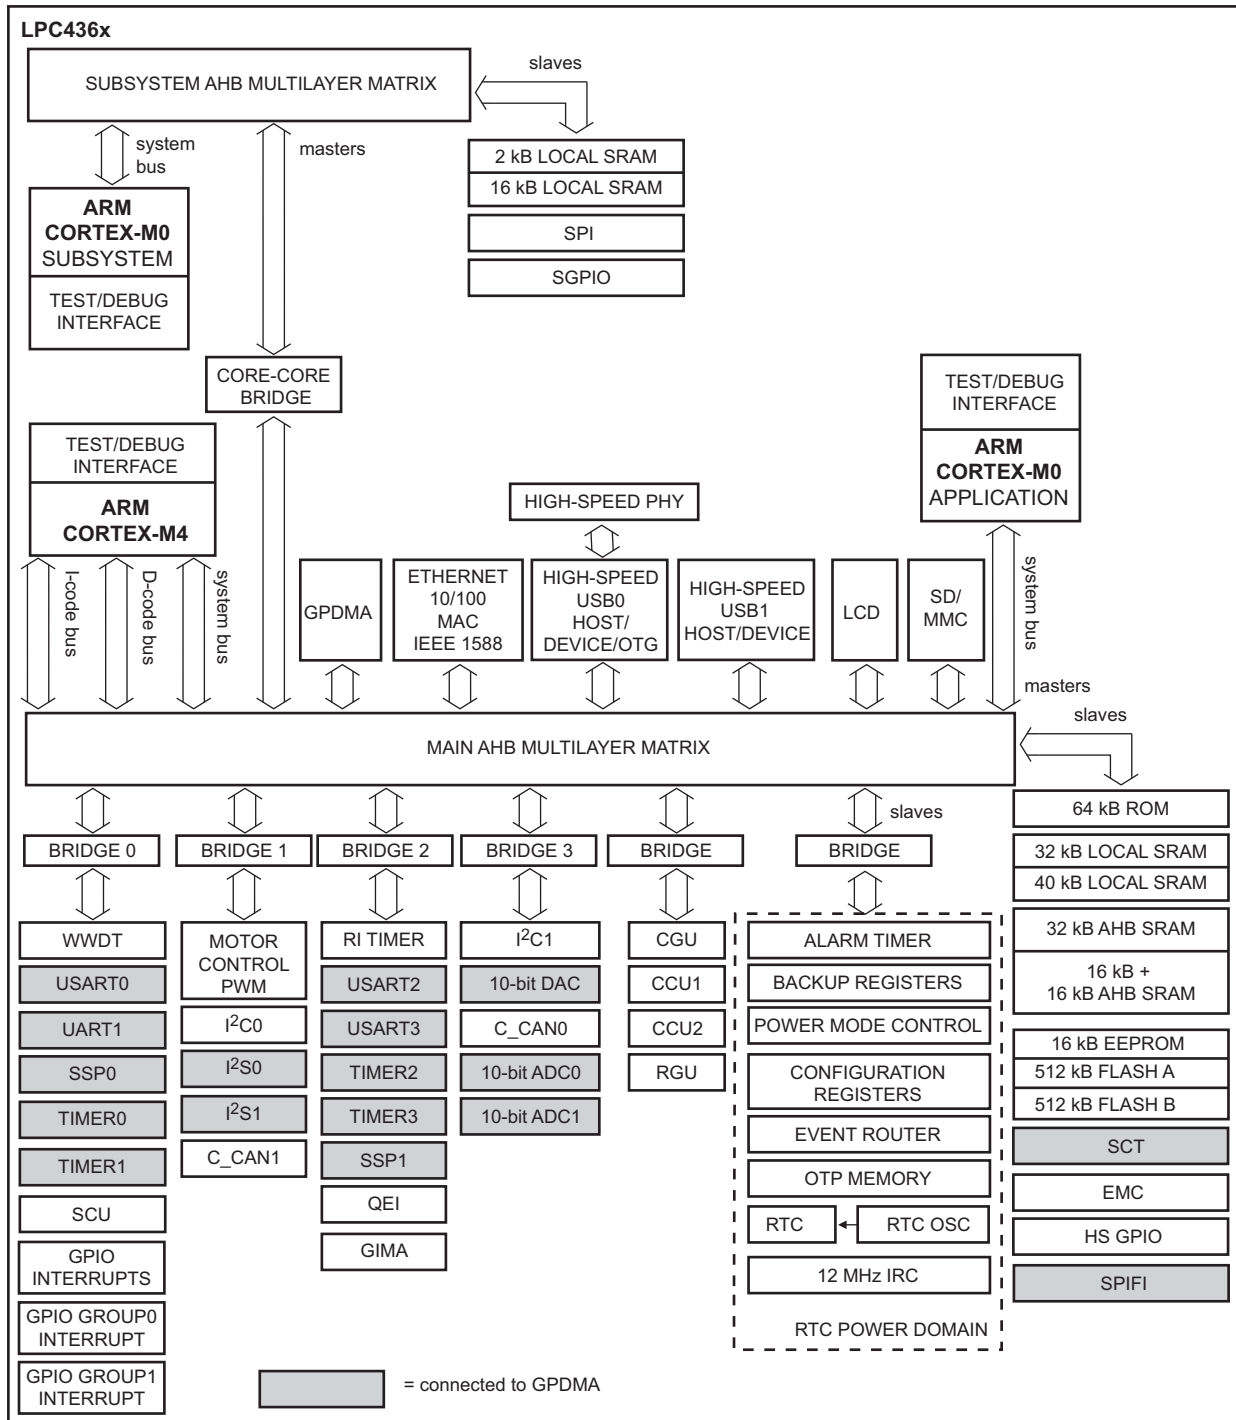 LPC436x
SUBSYSTEM AHB MULTILAYER MATRIX
slaves
system
bus
masters
2 kB LOCAL SRAM
16 kB LOCAL SRAM
SPI
SGPIO
ARM
CORTEX-M0
SUBSYSTEM
TEST/DEBUG
INTERFACE
CORE-CORE
BRIDGE
TEST/DEBUG
INTERFACE
ARM
CORTEX-M4
TEST/DEBUG
INTERFACE
ARM
CORTEX-M0
APPLICATION
HIGH-SPEED PHY
I-code bus
D-code bus
system bus
GPDMA
ETHERNET
10/100
MAC
IEEE 1588
HIGH-SPEED
USB0
HOST/
DEVICE/OTG
HIGH-SPEED
USB1
HOST/DEVICE
LCD
SD/
MMC
system bus
masters
slaves
MAIN AHB MULTILAYER MATRIX
slaves
BRIDGE 0
BRIDGE 1
BRIDGE 2
BRIDGE 3
BRIDGE
BRIDGE
WWDT
USART0
UART1
SSP0
TIMER0
TIMER1
SCU
GPIO
INTERRUPTS
GPIO GROUP0
INTERRUPT
GPIO GROUP1
INTERRUPT
MOTOR
CONTROL
PWM
I²C0
I²S0
I²S1
C_CAN1
RI TIMER
USART2
USART3
TIMER2
TIMER3
SSP1
QEI
GIMA
I²C1
10-bit DAC
C_CAN0
10-bit ADC0
10-bit ADC1
CGU
CCU1
CCU2
RGU
ALARM TIMER
BACKUP REGISTERS
POWER MODE CONTROL
CONFIGURATION
REGISTERS
EVENT ROUTER
OTP MEMORY
RTC
RTC OSC
12 MHz IRC
RTC POWER DOMAIN
64 kB ROM
32 kB LOCAL SRAM
40 kB LOCAL SRAM
32 kB AHB SRAM
16 kB +
16 kB AHB SRAM
16 kB EEPROM
512 kB FLASH A
512 kB FLASH B
SCT
EMC
HS GPIO
SPIFI
= connected to GPDMA